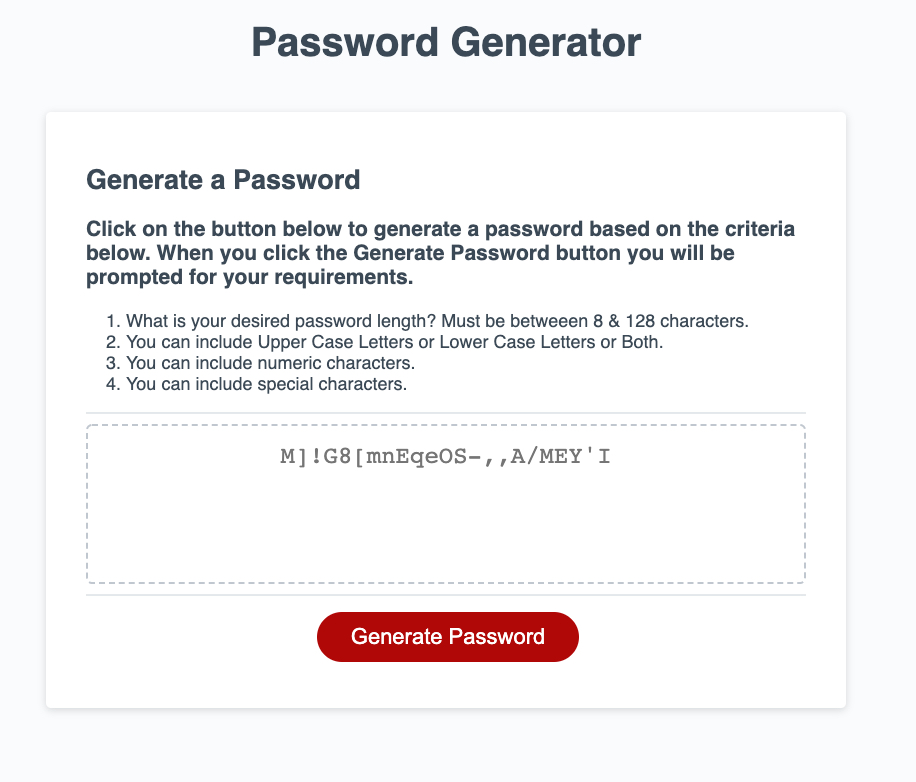 Password Generator
Generate a Password
Click on the button below to generate a password based on the criteria
below. When you click the Generate Password button you will be
prompted for your requirements.
1. What is your desired password length? Must be betweeen 8 & 128 characters.
2. You can include Upper Case Letters or Lower Case Letters or Both.
3. You can include numeric characters.
4. You can include special characters.
M]!G8[mnEqeOS-,,A/MEY'I
Generate Password